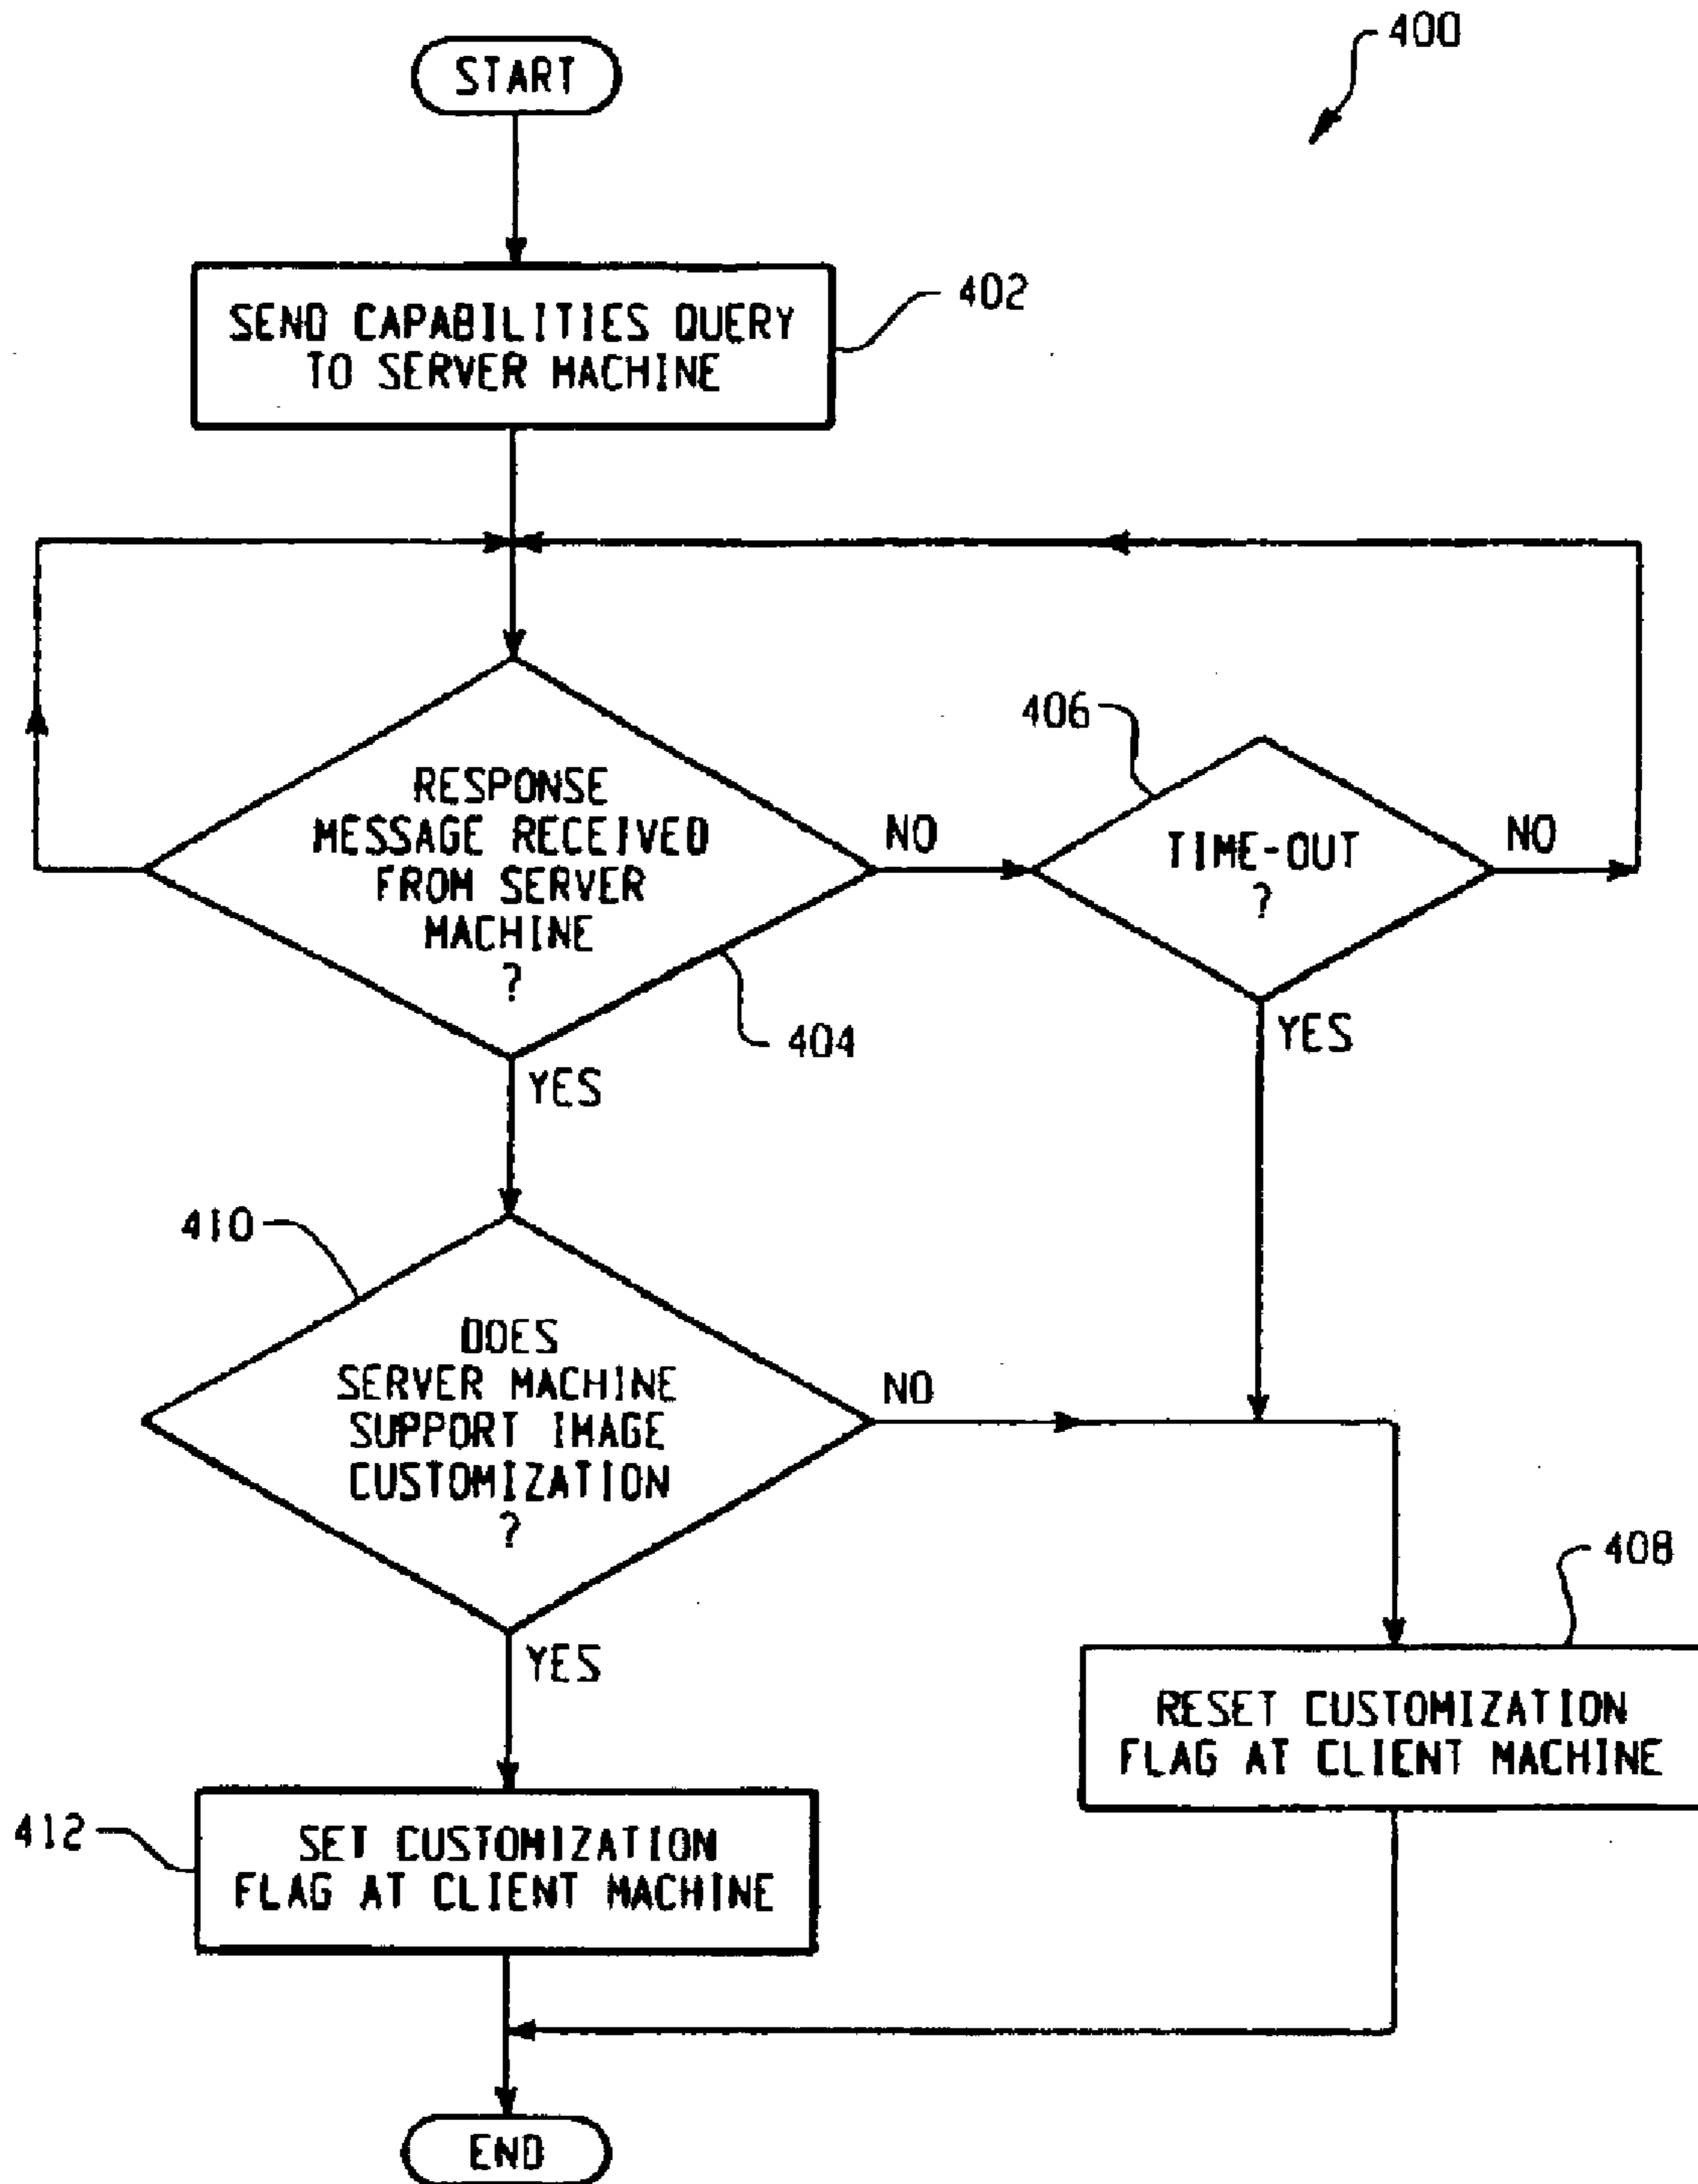 400
START
SEND CAPABILITIES QUERY
TO SERVER MACHINE
402
RESPONSE
MESSAGE RECEIVED
FROM SERVER
MACHINE
?
404
NO
406
TIME-OUT
?
NO
YES
YES
410
DOES
SERVER MACHINE
SUPPORT IMAGE
CUSTOMIZATION
?
NO
YES
408
RESET CUSTOMIZATION
FLAG AT CLIENT MACHINE
412
SET CUSTOMIZATION
FLAG AT CLIENT MACHINE
END